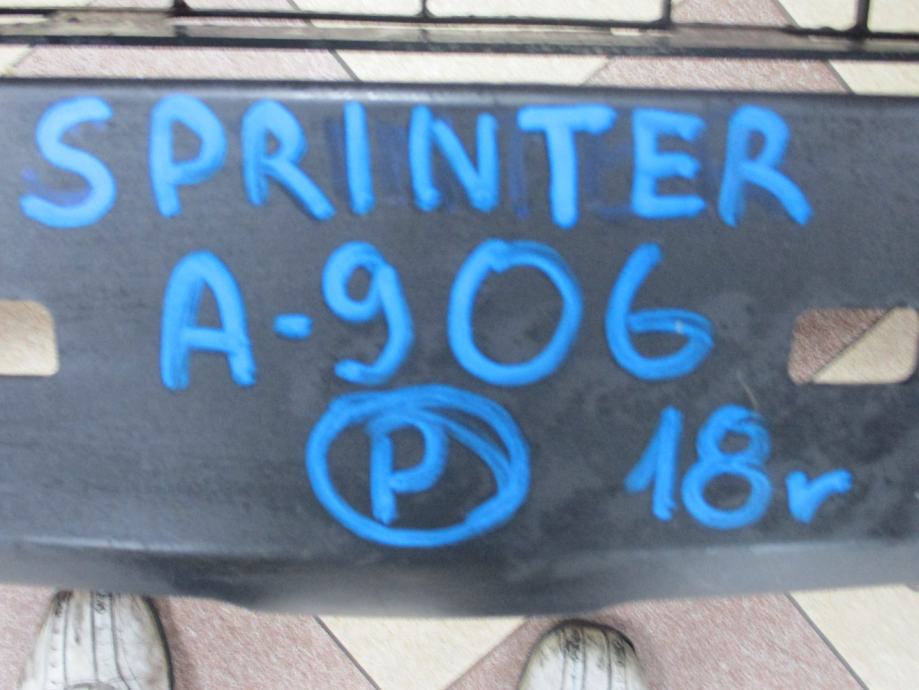 SPRINTER
A-906
P 18r